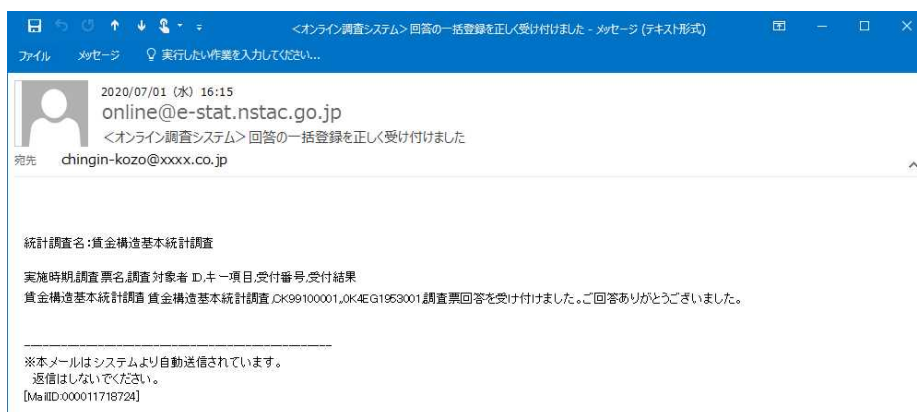 <オンライン調査システム> 回答の一括登録を正しく受け付けました - メッセージ (テキスト形式)
ファイル メッセージ 実行したい作業を入力してください...
2020/07/01 (水) 16:15
online@e-stat.nstac.go.jp
<オンライン調査システム> 回答の一括登録を正しく受け付けました
宛先 chingin-kozo@xxxx.co.jp
統計調査名:賃金構造基本統計調査
実施時期,調査票名,調査対象者 ID,キー項目,受付番号,受付結果
賃金構造基本統計調査 賃金構造基本統計調査,CK99100001,,0K4EG1953001,調査票回答を受け付けました。ご回答ありがとうございました。
※本メールはシステムより自動送信されています。
返信はしないでください。
[MailID:000011718724]